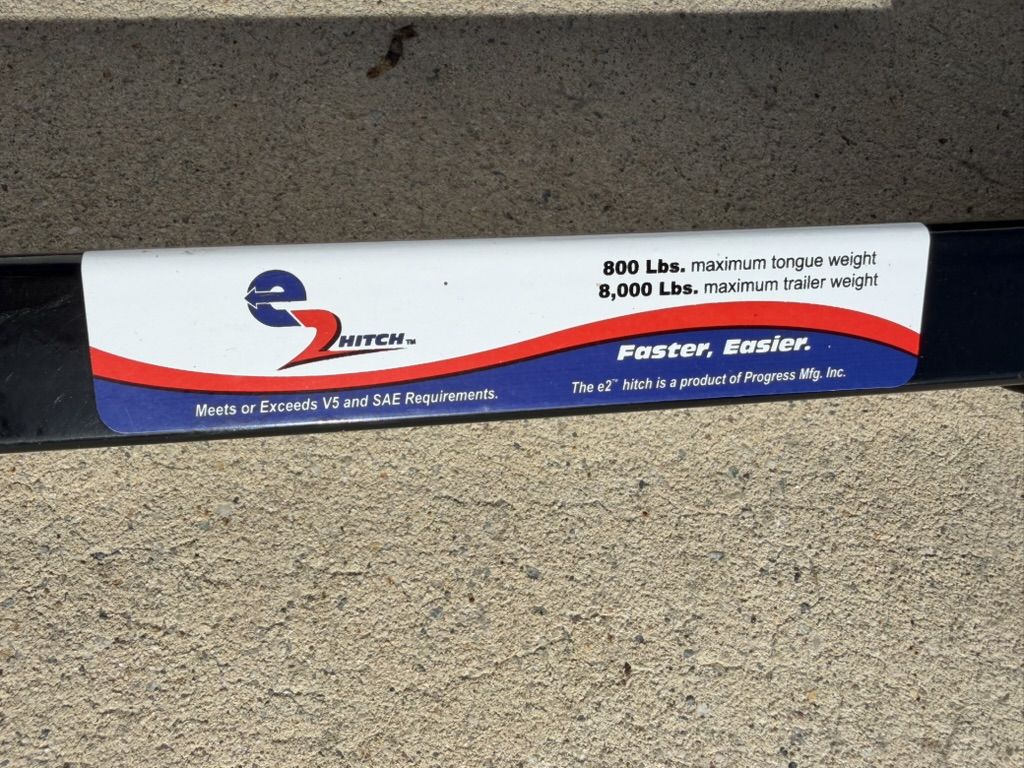 800 Lbs. maximum tongue weight
8,000 Lbs. maximum trailer weight
e2 HITCH™
Faster, Easier.
Meets or Exceeds V5 and SAE Requirements.
The e2™ hitch is a product of Progress Mfg. Inc.